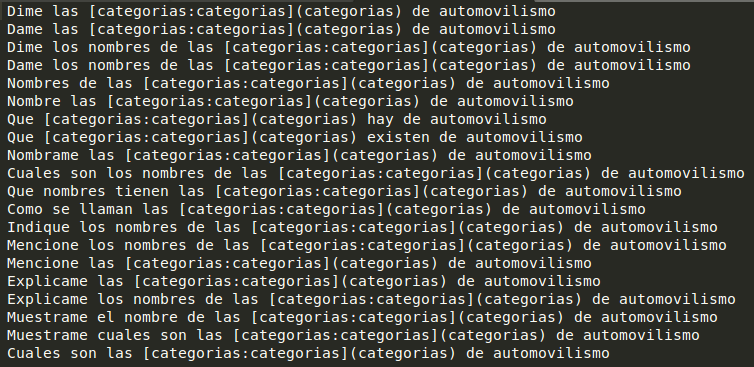 Dime las [categorias:categorias](categorias) de automovilismo
Dame las [categorias:categorias](categorias) de automovilismo
Dime los nombres de las [categorias:categorias](categorias) de automovilismo
Dame los nombres de las [categorias:categorias](categorias) de automovilismo
Nombres de las [categorias:categorias](categorias) de automovilismo
Nombre las [categorias:categorias](categorias) de automovilismo
Que [categorias:categorias](categorias) hay de automovilismo
Que [categorias:categorias](categorias) existen de automovilismo
Nombrame las [categorias:categorias](categorias) de automovilismo
Cuales son los nombres de las [categorias:categorias](categorias) de automovilismo
Que nombres tienen las [categorias:categorias](categorias) de automovilismo
Como se llaman las [categorias:categorias](categorias) de automovilismo
Indique los nombres de las [categorias:categorias](categorias) de automovilismo
Mencione los nombres de las [categorias:categorias](categorias) de automovilismo
Mencione las [categorias:categorias](categorias) de automovilismo
Explicame las [categorias:categorias](categorias) de automovilismo
Explicame los nombres de las [categorias:categorias](categorias) de automovilismo
Muestrame el nombre de las [categorias:categorias](categorias) de automovilismo
Muestrame cuales son las [categorias:categorias](categorias) de automovilismo
Cuales son las [categorias:categorias](categorias) de automovilismo